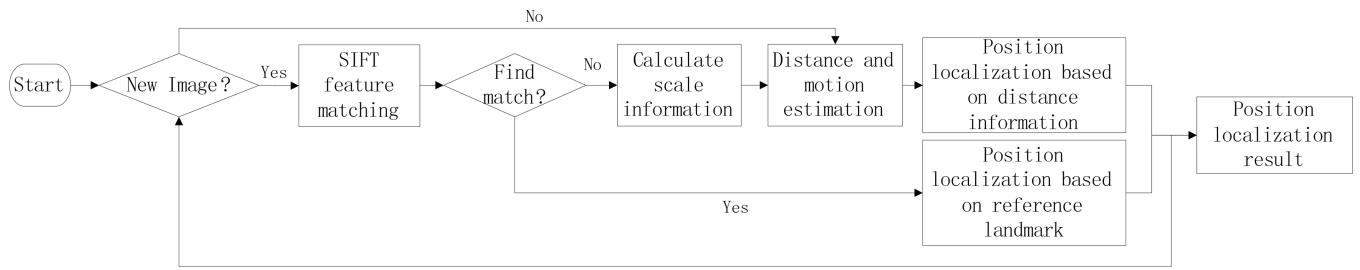 No
Start
New Image?
Yes
SIFT
feature
matching
Find
match?
No
Calculate
scale
information
Distance and
motion
estimation
Position
localization based
on distance
information
Position
localization
result
Yes
Position
localization based
on reference
landmark